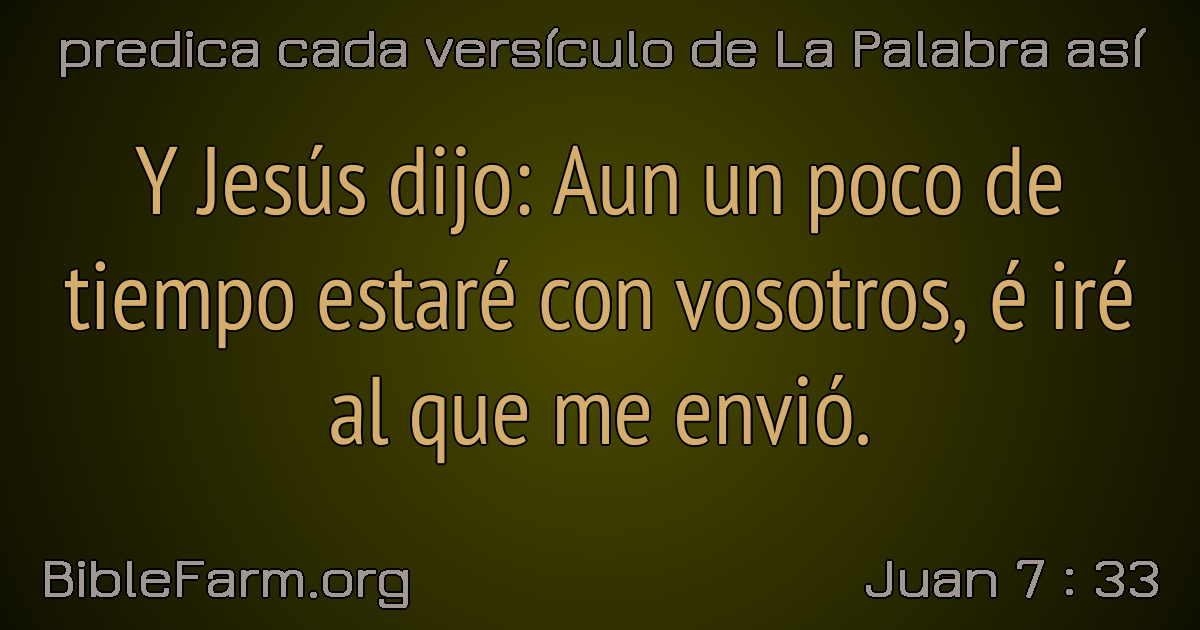 predica cada versículo de La Palabra así
Y Jesús dijo: Aun un poco de
tiempo estaré con vosotros, é iré
al que me envió.
BibleFarm.org
Juan 7 : 33